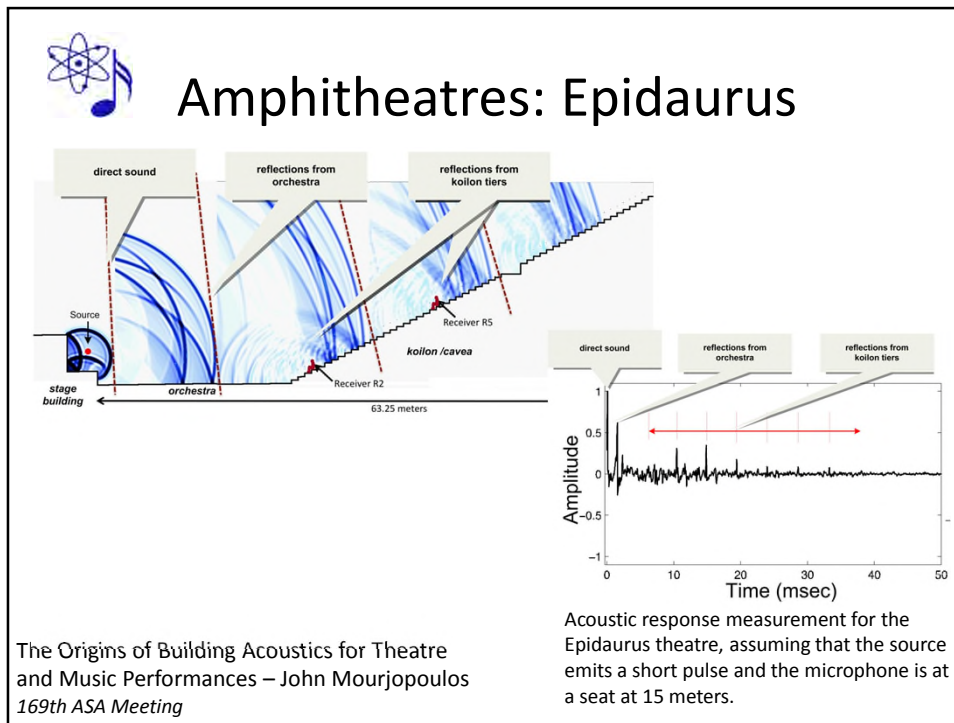 Amphitheatres: Epidaurus
direct sound
reflections from
orchestra
reflections from
koilon tiers
Source
Receiver R5
koilon /cavea
Receiver R2
stage
building
orchestra
63.25 meters
direct sound
reflections from
orchestra
reflections from
koilon tiers
1
0.5
0
−0.5
−1
Amplitude
0
10
20
30
40
50
Time (msec)
Acoustic response measurement for the
Epidaurus theatre, assuming that the source
emits a short pulse and the microphone is at
a seat at 15 meters.
The Origins of Building Acoustics for Theatre
and Music Performances – John Mourjopoulos
169th ASA Meeting